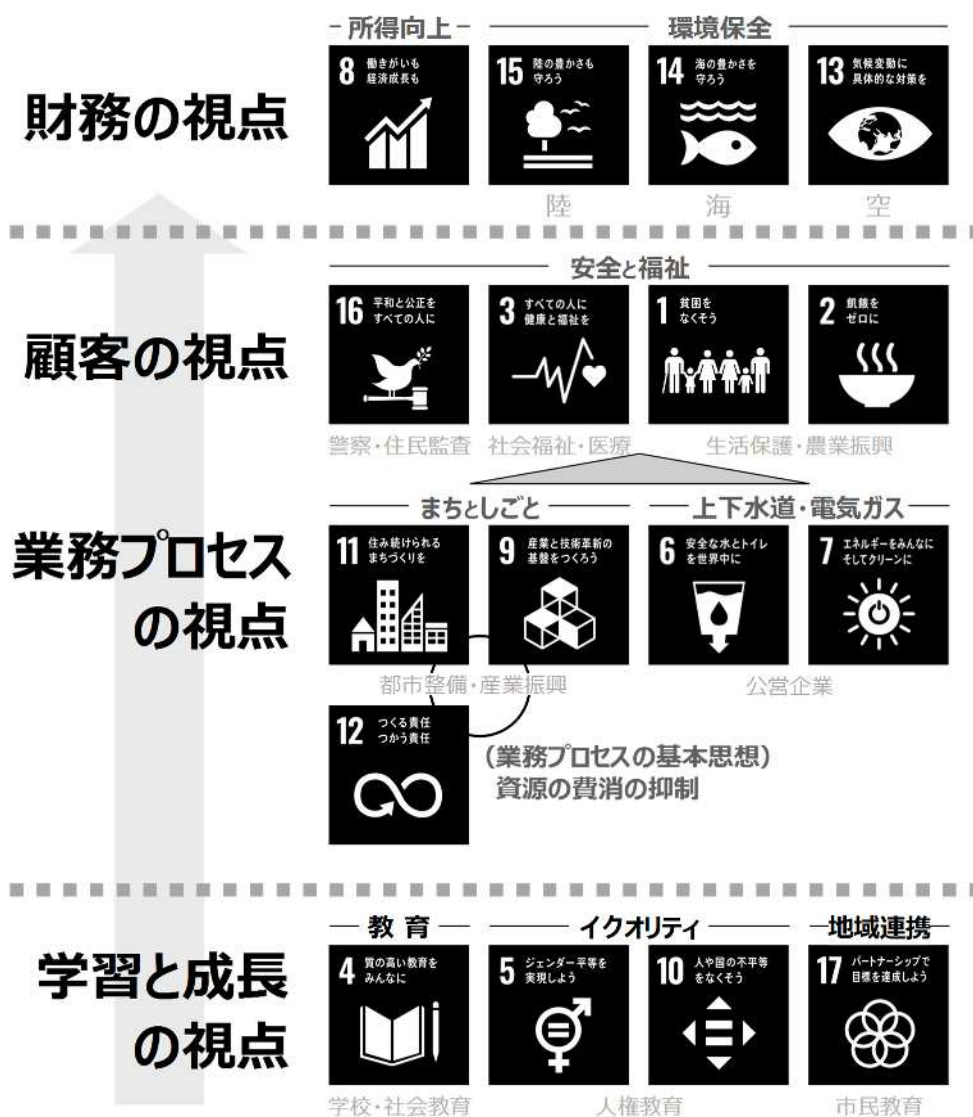 所得向上
環境保全
財務の視点
8 働きがいも
経済成長も
15 陸の豊かさも
守ろう
14 海の豊かさを
守ろう
13 気候変動に
具体的な対策を
陸
海
空
安全と福祉
顧客の視点
16 平和と公正を
すべての人に
3 すべての人に
健康と福祉を
1 貧困を
なくそう
2 飢餓を
ゼロに
警察・住民監査
社会福祉・医療
生活保護・農業振興
まちとしごと
上下水道・電気ガス
業務プロセス
の視点
11 住み続けられる
まちづくりを
9 産業と技術革新の
基盤をつくろう
6 安全な水とトイレ
を世界中に
7 エネルギーをみんなに
そしてクリーンに
都市整備・産業振興
公営企業
12 つくる責任
つかう責任
（業務プロセスの基本思想）
資源の費消の抑制
教育
イクオリティ
地域連携
学習と成長
の視点
4 質の高い教育を
みんなに
5 ジェンダー平等を
実現しよう
10 人や国の不平等
をなくそう
17 パートナーシップで
目標を達成しよう
学校・社会教育
人権教育
市民教育